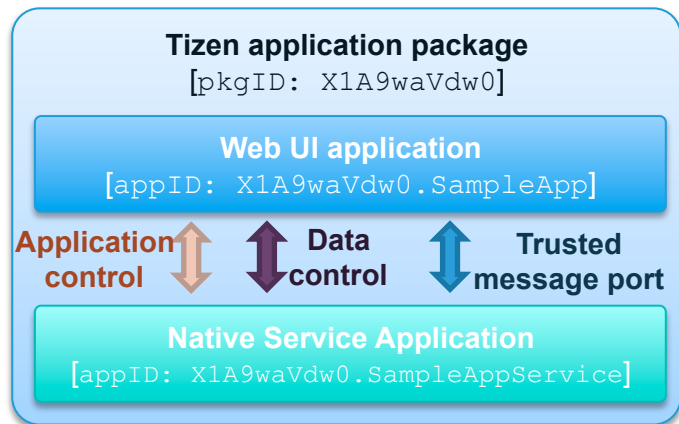 Tizen application package
[pkgID: X1A9waVdw0]
Web UI application
[appID: X1A9waVdw0.SampleApp]
Application
control
Data
control
Trusted
message port
Native Service Application
[appID: X1A9waVdw0.SampleAppService]